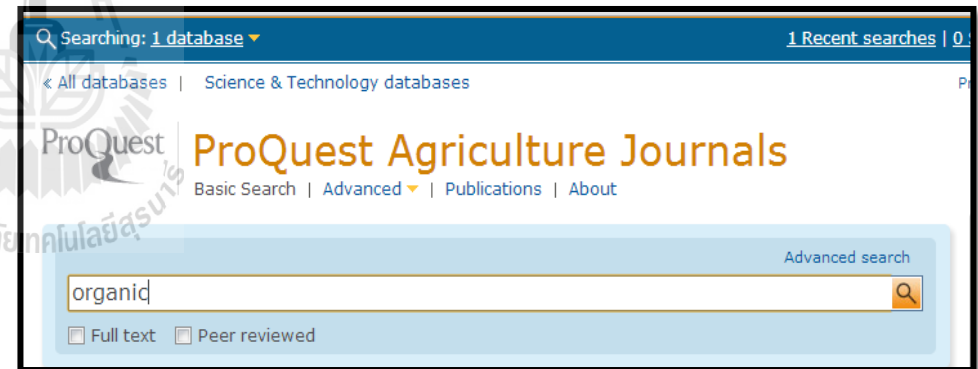 Searching: 1 database 1 Recent searches | 0
« All databases | Science & Technology databases
ProQuest
ProQuest Agriculture Journals
Basic Search | Advanced | Publications | About
Advanced search
organic
Full text Peer reviewed